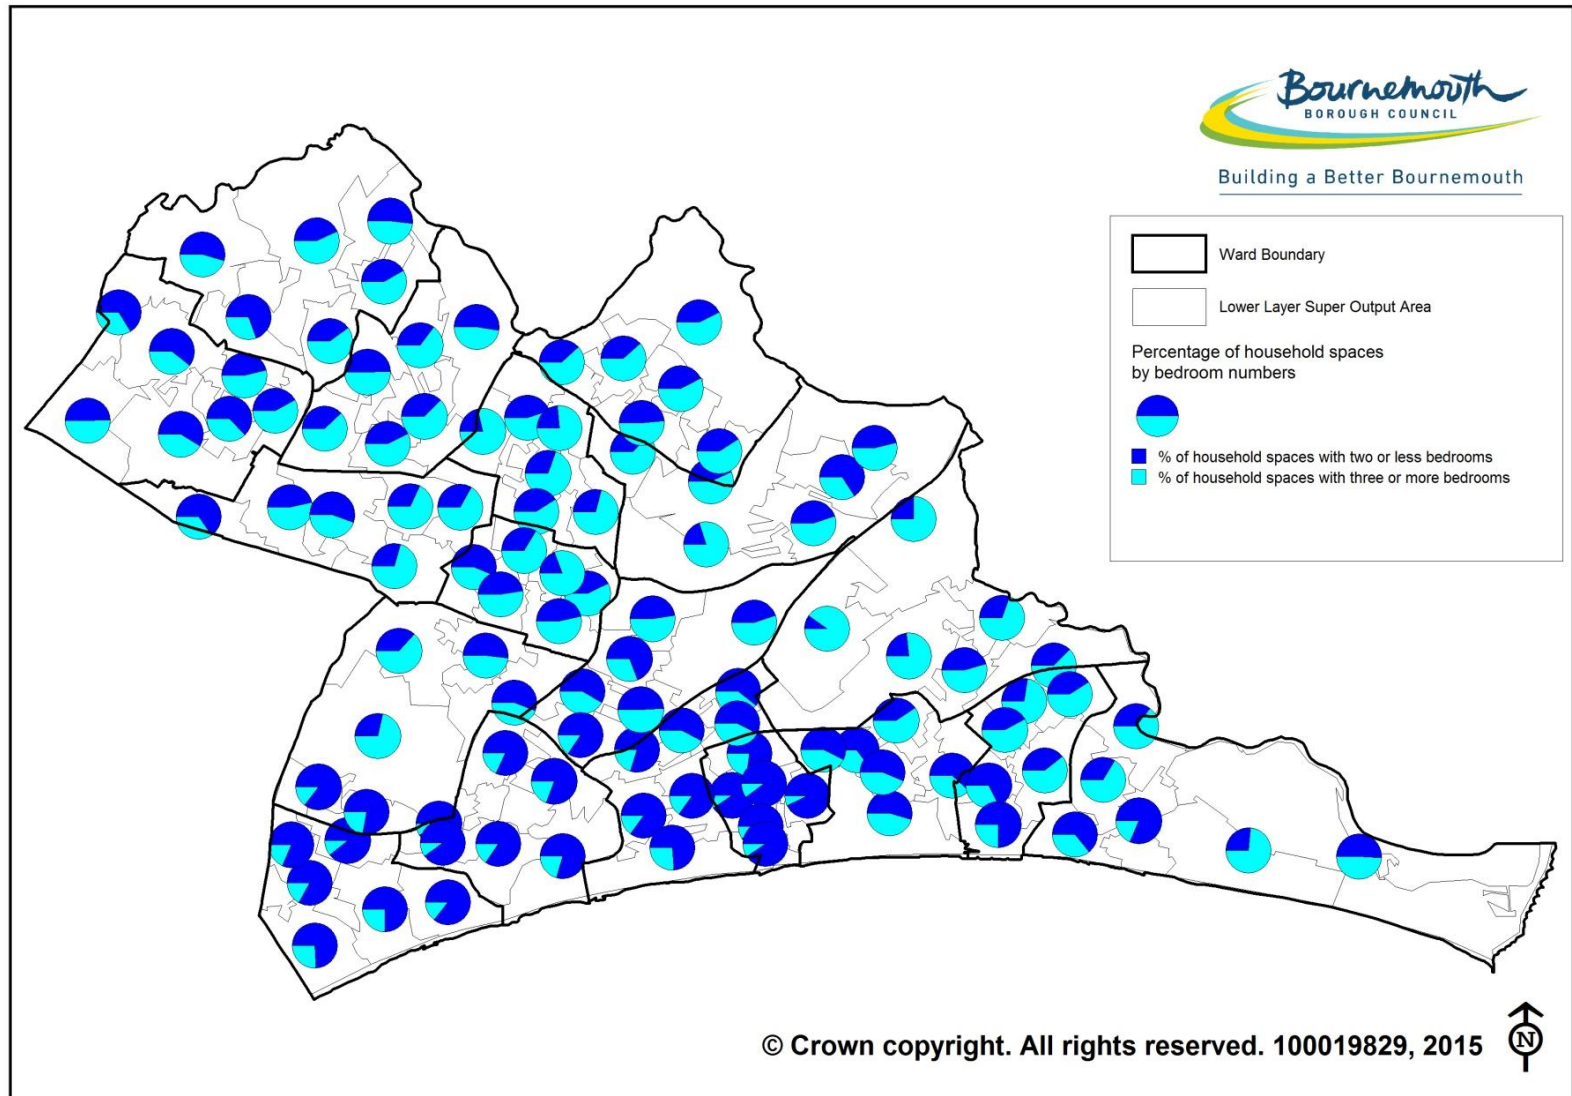 Bournemouth
BOROUGH COUNCIL
Building a Better Bournemouth
Ward Boundary
Lower Layer Super Output Area
Percentage of household spaces
by bedroom numbers
% of household spaces with two or less bedrooms
% of household spaces with three or more bedrooms
© Crown copyright. All rights reserved. 100019829, 2015
N